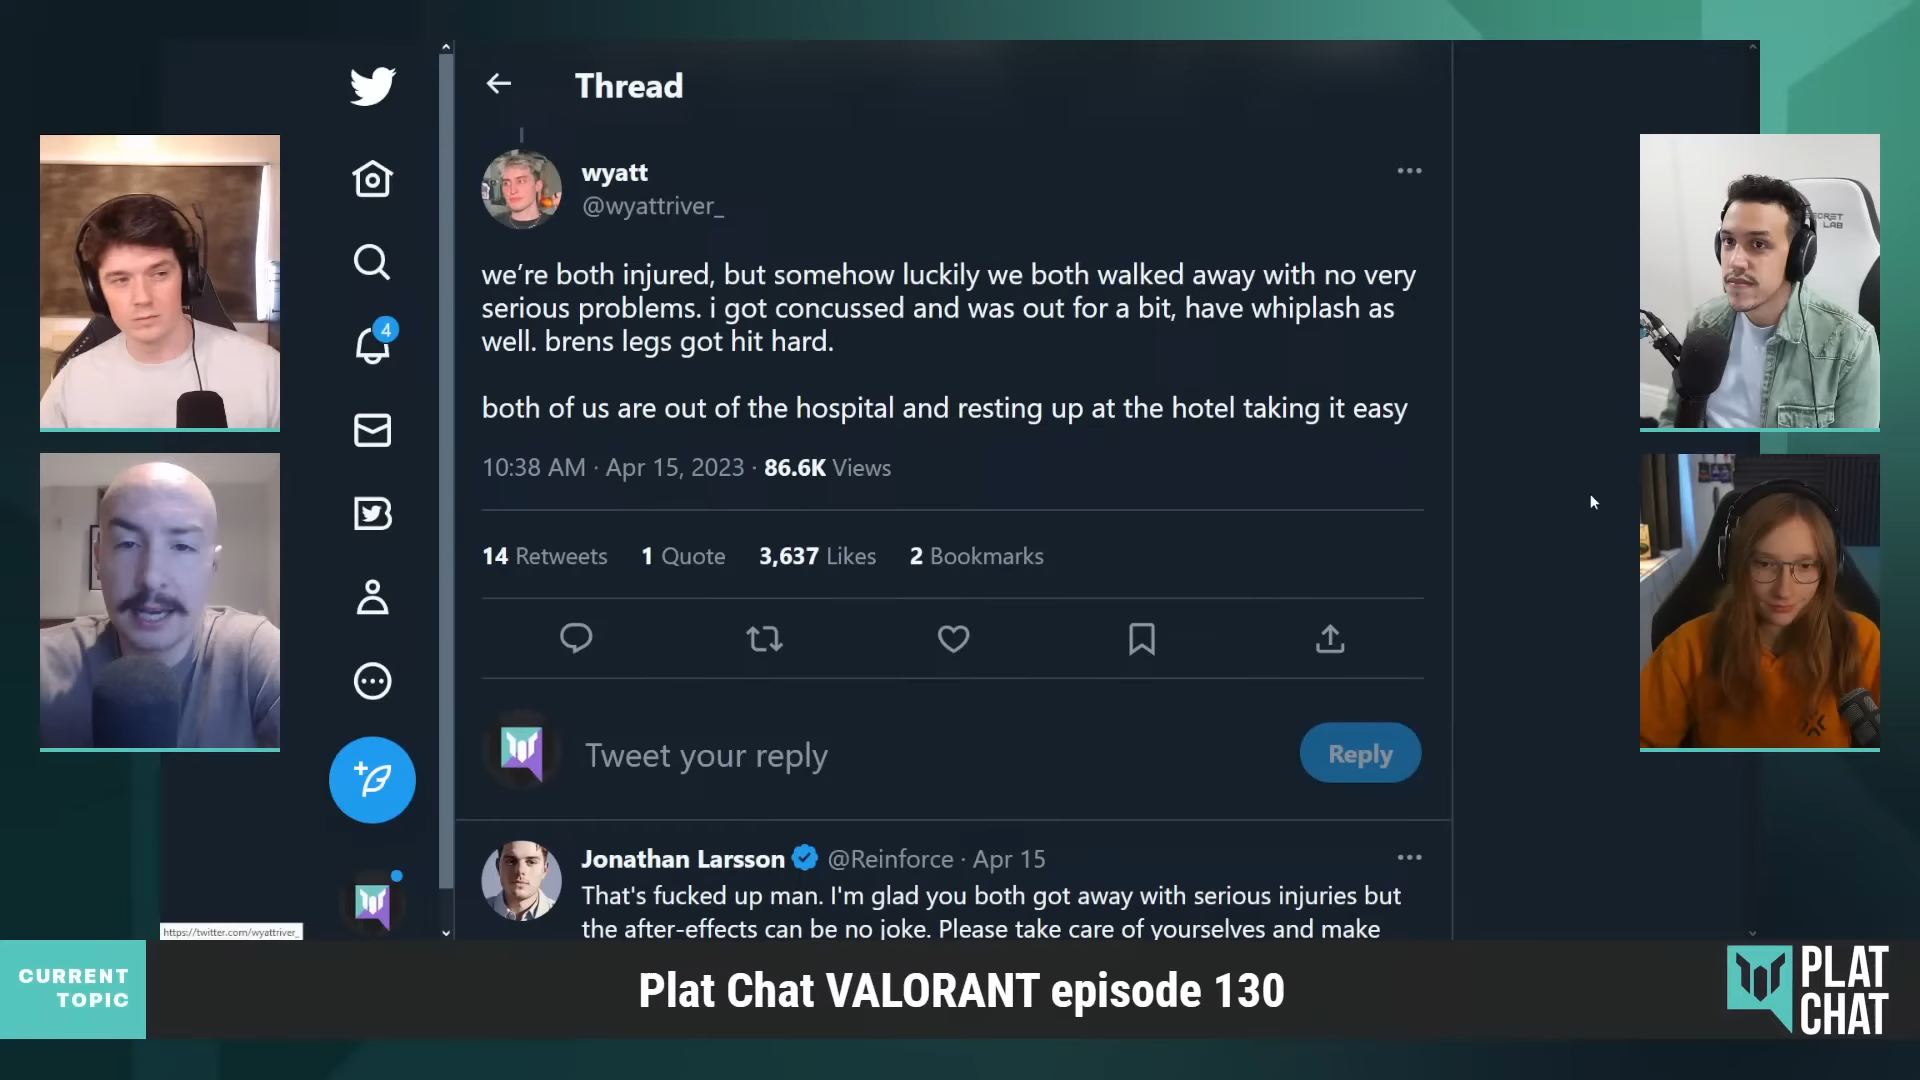 Thread
wyatt
@wyattriver_
we're both injured, but somehow luckily we both walked away with no very
serious problems. i got concussed and was out for a bit, have whiplash as
well. brens legs got hit hard.
both of us are out of the hospital and resting up at the hotel taking it easy
10:38 AM · Apr 15, 2023 · 86.6K Views
14 Retweets 1 Quote 3,637 Likes 2 Bookmarks
Tweet your reply
Reply
Jonathan Larsson @Reinforce · Apr 15
That's fucked up man. I'm glad you both got away with serious injuries but
the after-effects can be no joke. Please take care of yourselves and make
4
https://twitter.com/wyattriver_
SECRET
LAB
CURRENT
TOPIC
Plat Chat VALORANT episode 130
PLAT
CHAT